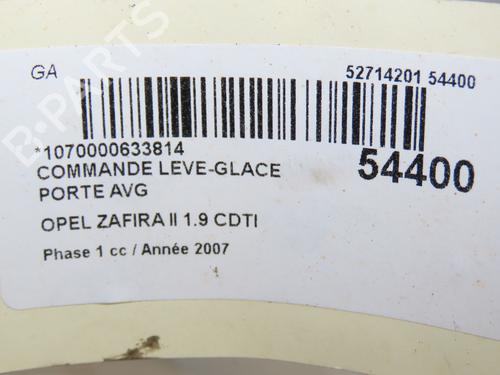 GA
52714201 54400
*1070000633814
54400
COMMANDE LEVE-GLACE
PORTE AVG
OPEL ZAFIRA II 1.9 CDTI
Phase 1 cc / Année 2007
B-PARTS